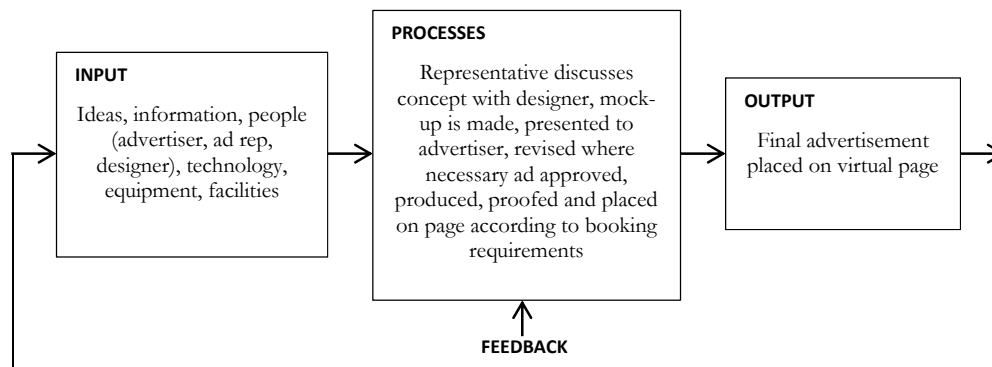 INPUT
Ideas, information, people
(advertiser, ad rep,
designer), technology,
equipment, facilities
PROCESSES
Representative discusses
concept with designer, mock-
up is made, presented to
advertiser, revised where
necessary ad approved,
produced, proofed and placed
on page according to booking
requirements
OUTPUT
Final advertisement
placed on virtual page
FEEDBACK